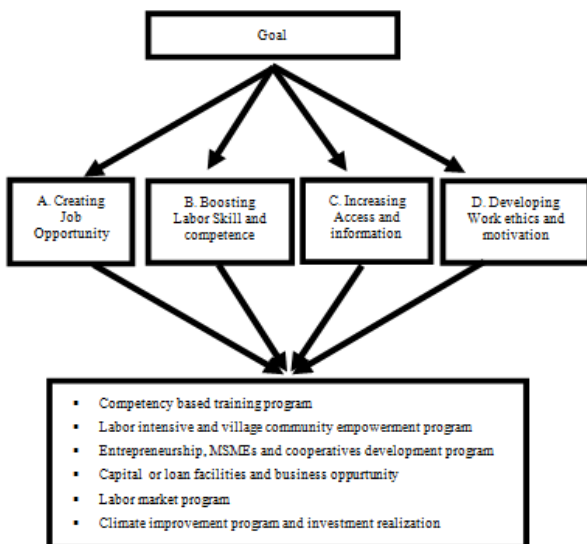 Goal
A. Creating
Job
Opportunity
B. Boosting
Labor Skill and
competence
C. Increasing
Access and
information
D. Developing
Work ethics and
motivation
▪ Competency based training program
▪ Labor intensive and village community empowerment program
▪ Entrepreneurship, MSMEs and cooperatives development program
▪ Capital or loan facilities and business oppurtunity
▪ Labor market program
▪ Climate improvement program and investment realization